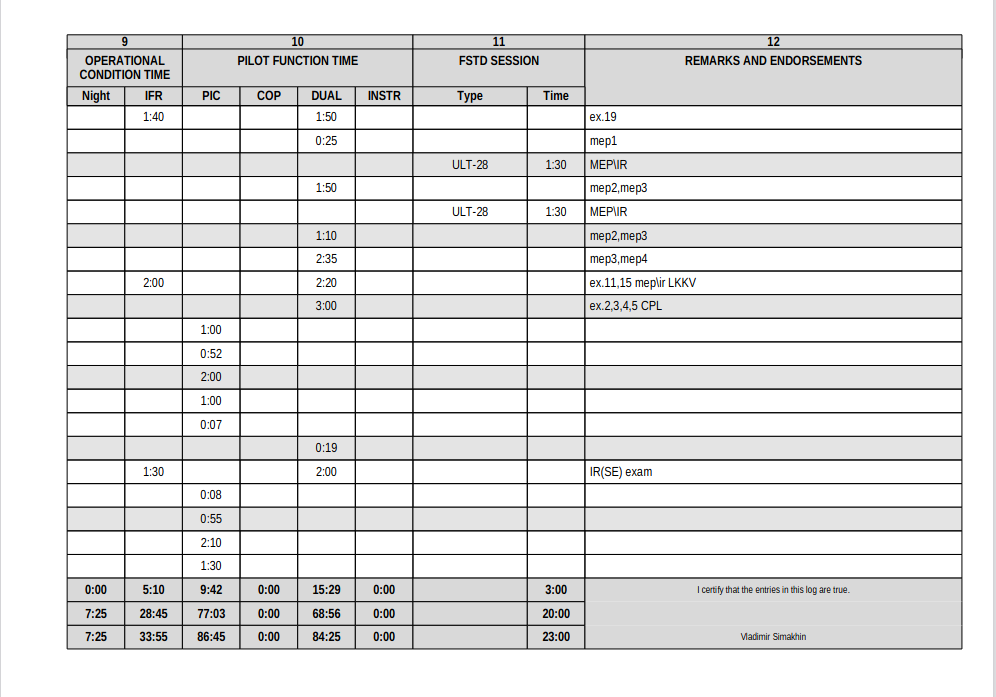 9 10 11 12
OPERATIONAL CONDITION TIME PILOT FUNCTION TIME FSTD SESSION REMARKS AND ENDORSEMENTS
Night IFR PIC COP DUAL INSTR Type Time
1:40 1:50 ex.19
0:25 mep1
ULT-28 1:30 MEP\IR
1:50 mep2,mep3
ULT-28 1:30 MEP\IR
1:10 mep2,mep3
2:35 mep3,mep4
2:00 2:20 ex.11,15 mep\ir LKKV
3:00 ex.2,3,4,5 CPL
1:00
0:52
2:00
1:00
0:07
0:19
1:30 2:00 IR(SE) exam
0:08
0:55
2:10
1:30
0:00 5:10 9:42 0:00 15:29 0:00 3:00 I certify that the entries in this log are true.
7:25 28:45 77:03 0:00 68:56 0:00 20:00
7:25 33:55 86:45 0:00 84:25 0:00 23:00 Vladimir Simakhin